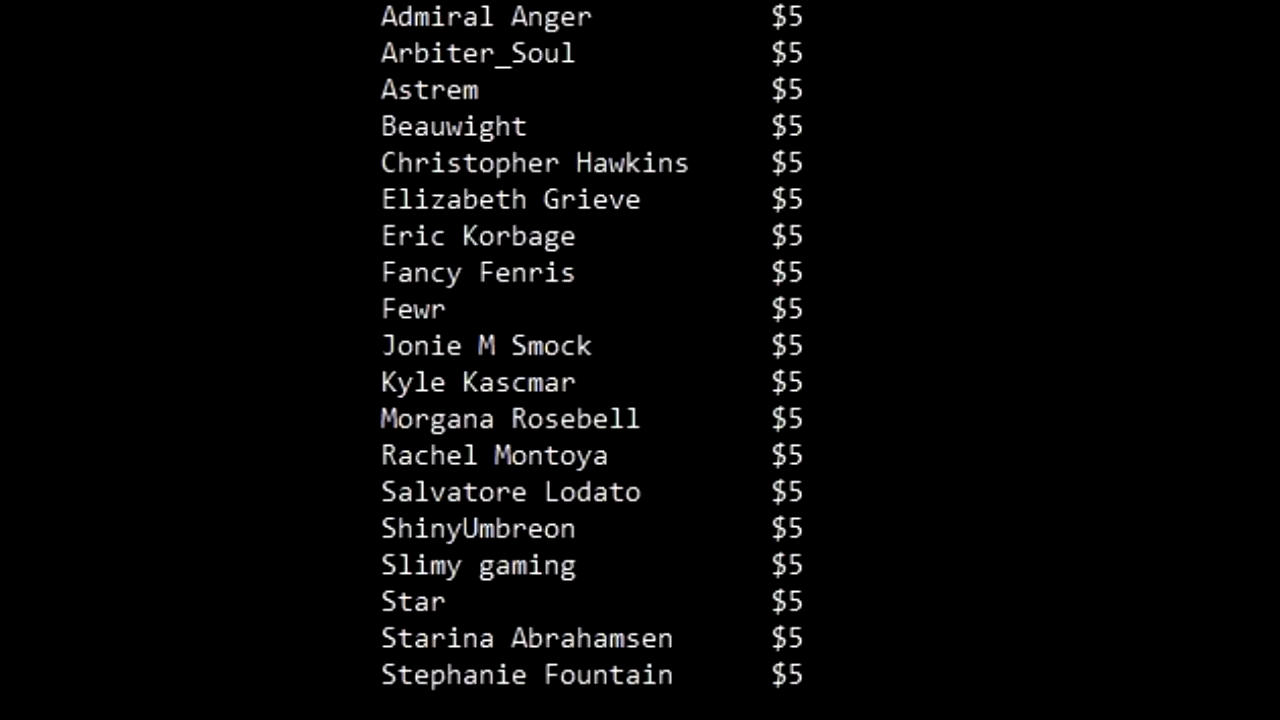 Admiral Anger $5
Arbiter_Soul $5
Astrem $5
Beauwight $5
Christopher Hawkins $5
Elizabeth Grieve $5
Eric Korbage $5
Fancy Fenris $5
Fewr $5
Jonie M Smock $5
Kyle Kascmar $5
Morgana Rosebell $5
Rachel Montoya $5
Salvatore Lodato $5
ShinyUmbreon $5
Slimy gaming $5
Star $5
Starina Abrahamsen $5
Stephanie Fountain $5